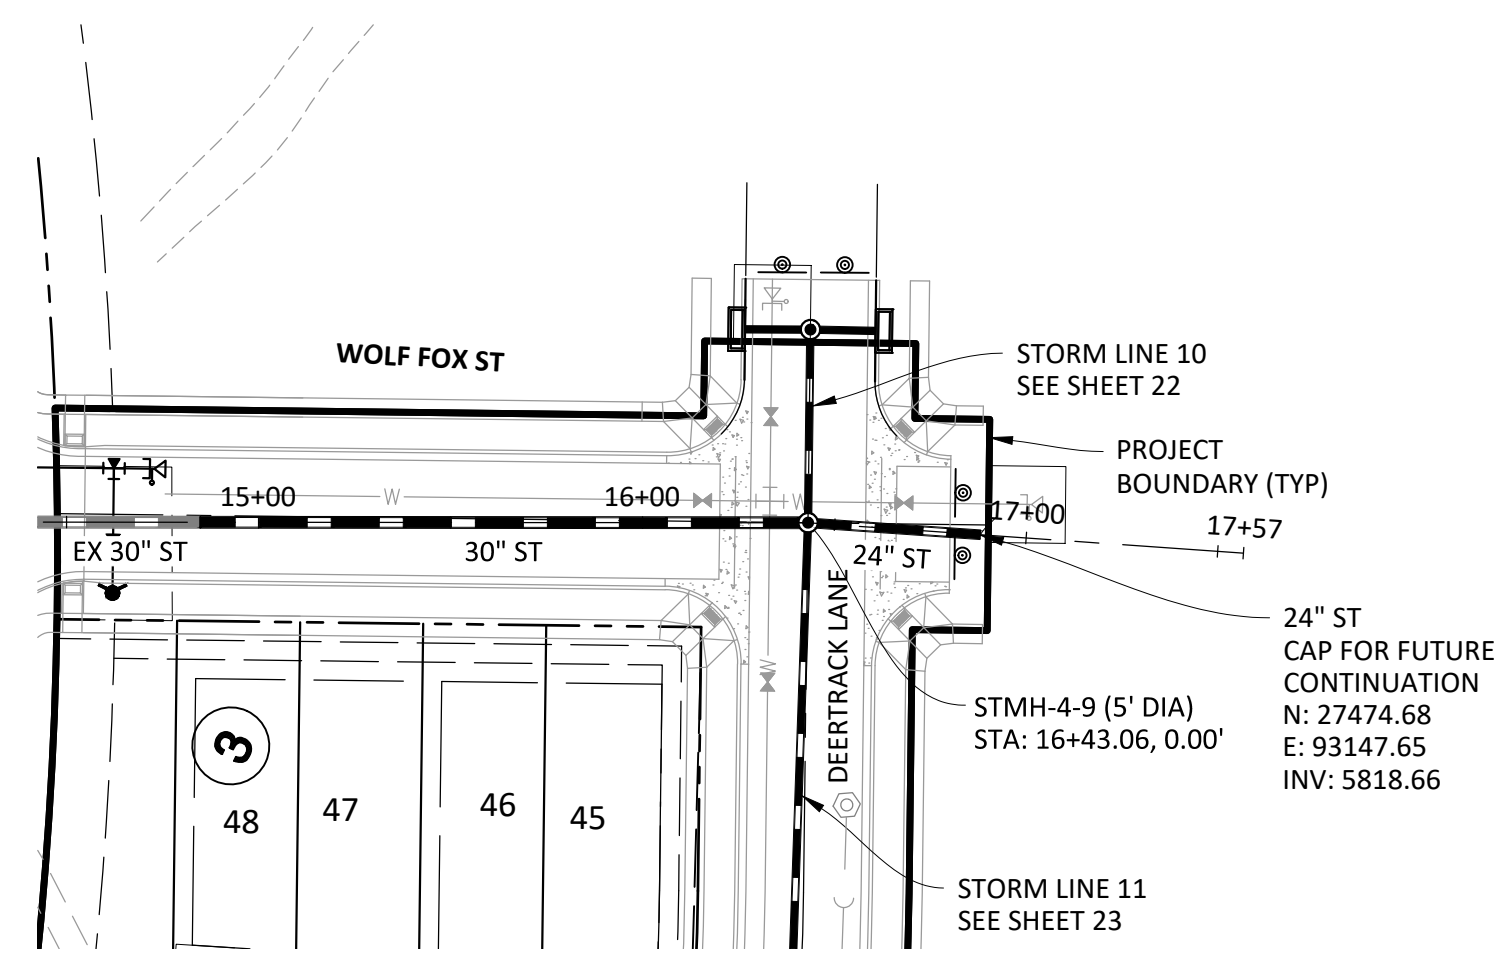 WOLF FOX ST
STORM LINE 10
SEE SHEET 22
PROJECT
BOUNDARY (TYP)
15+00
W
16+00
W
17+00
17+57
EX 30" ST
30" ST
24" ST
DEERTRACK LANE
24" ST
CAP FOR FUTURE
CONTINUATION
N: 27474.68
E: 93147.65
INV: 5818.66
W
STMH-4-9 (5' DIA)
STA: 16+43.06, 0.00'
3
48
47
46
45
STORM LINE 11
SEE SHEET 23